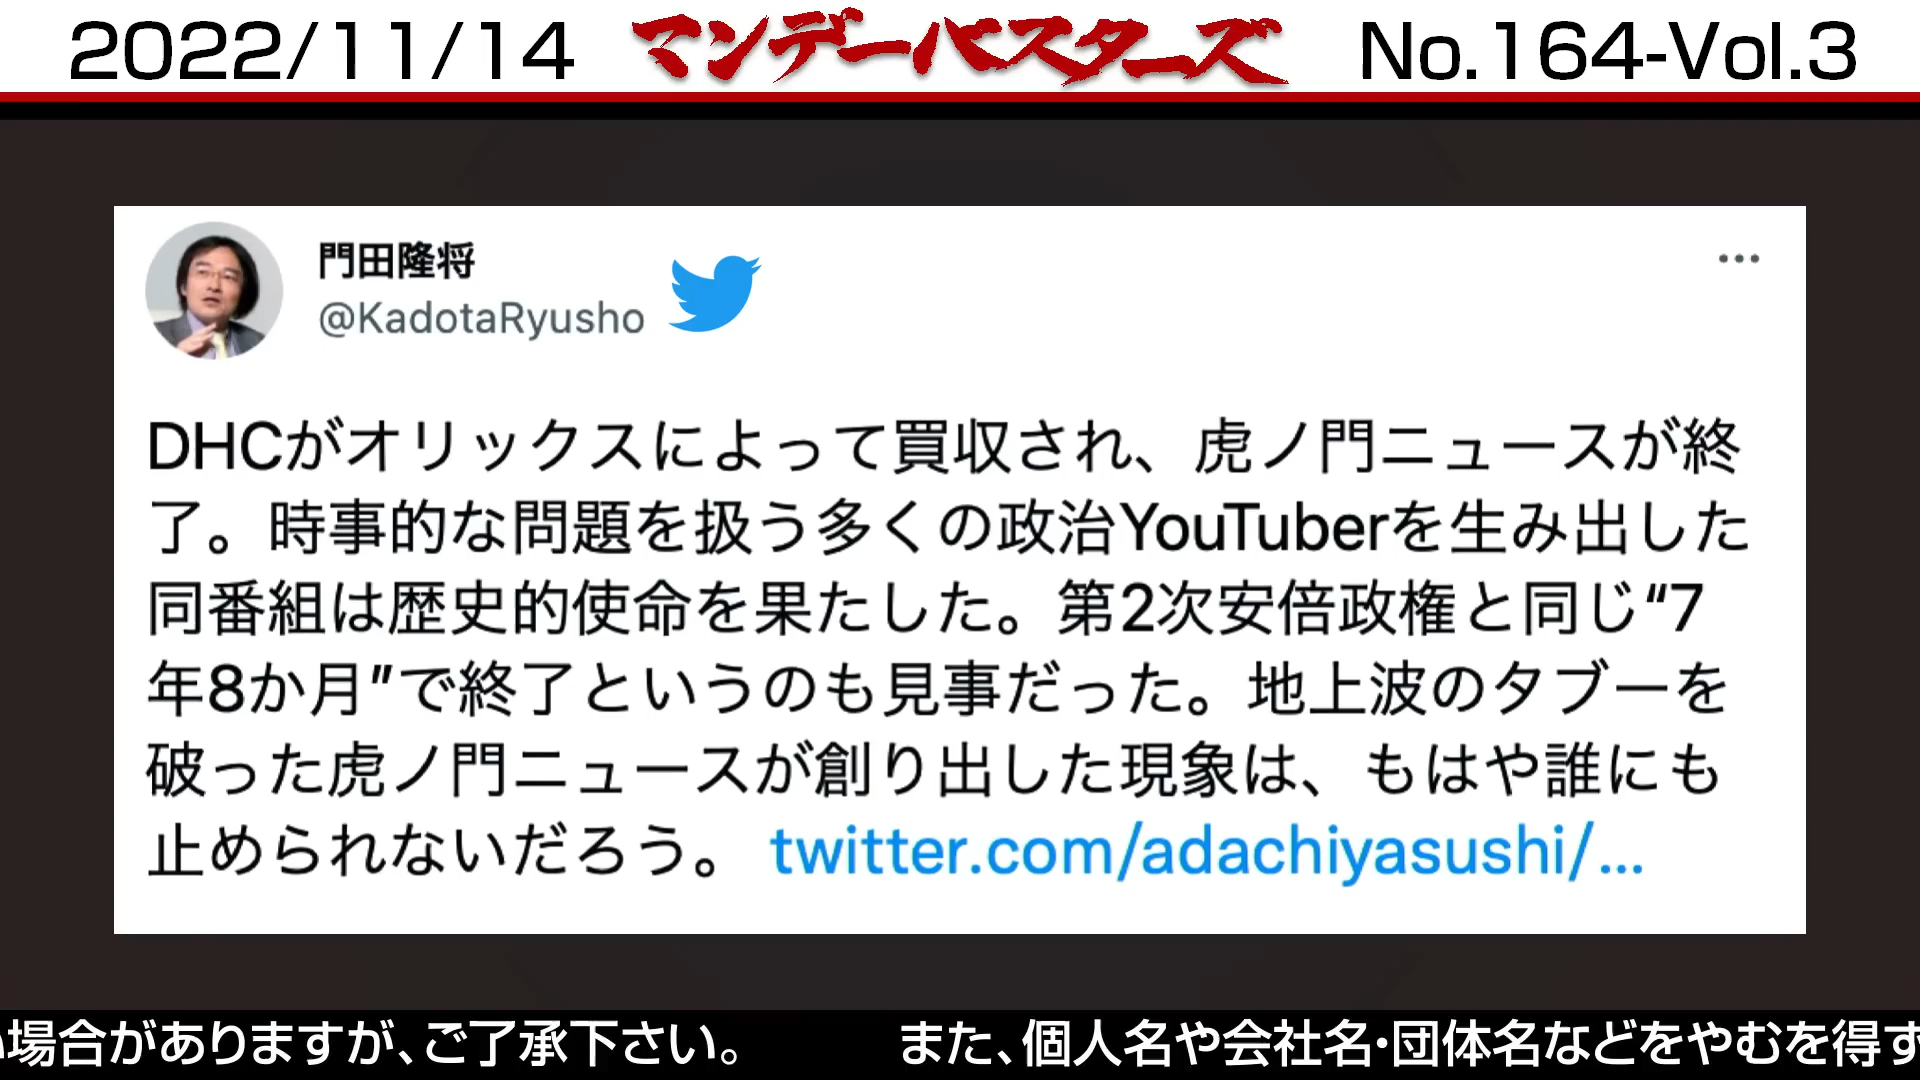 2022/11/14 マンデーバスターズ No.164-Vol.3
門田隆将
@KadotaRyusho
DHCがオリックスによって買収され、虎ノ門ニュースが終
了。時事的な問題を扱う多くの政治YouTuberを生み出した
同番組は歴史的使命を果たした。第2次安倍政権と同じ“7
年8か月”で終了というのも見事だった。地上波のタブーを
破った虎ノ門ニュースが創り出した現象は、もはや誰にも
止められないだろう。 twitter.com/adachiyasushi/...
い場合がありますが、ご了承下さい。 また、個人名や会社名・団体名などをやむを得ず